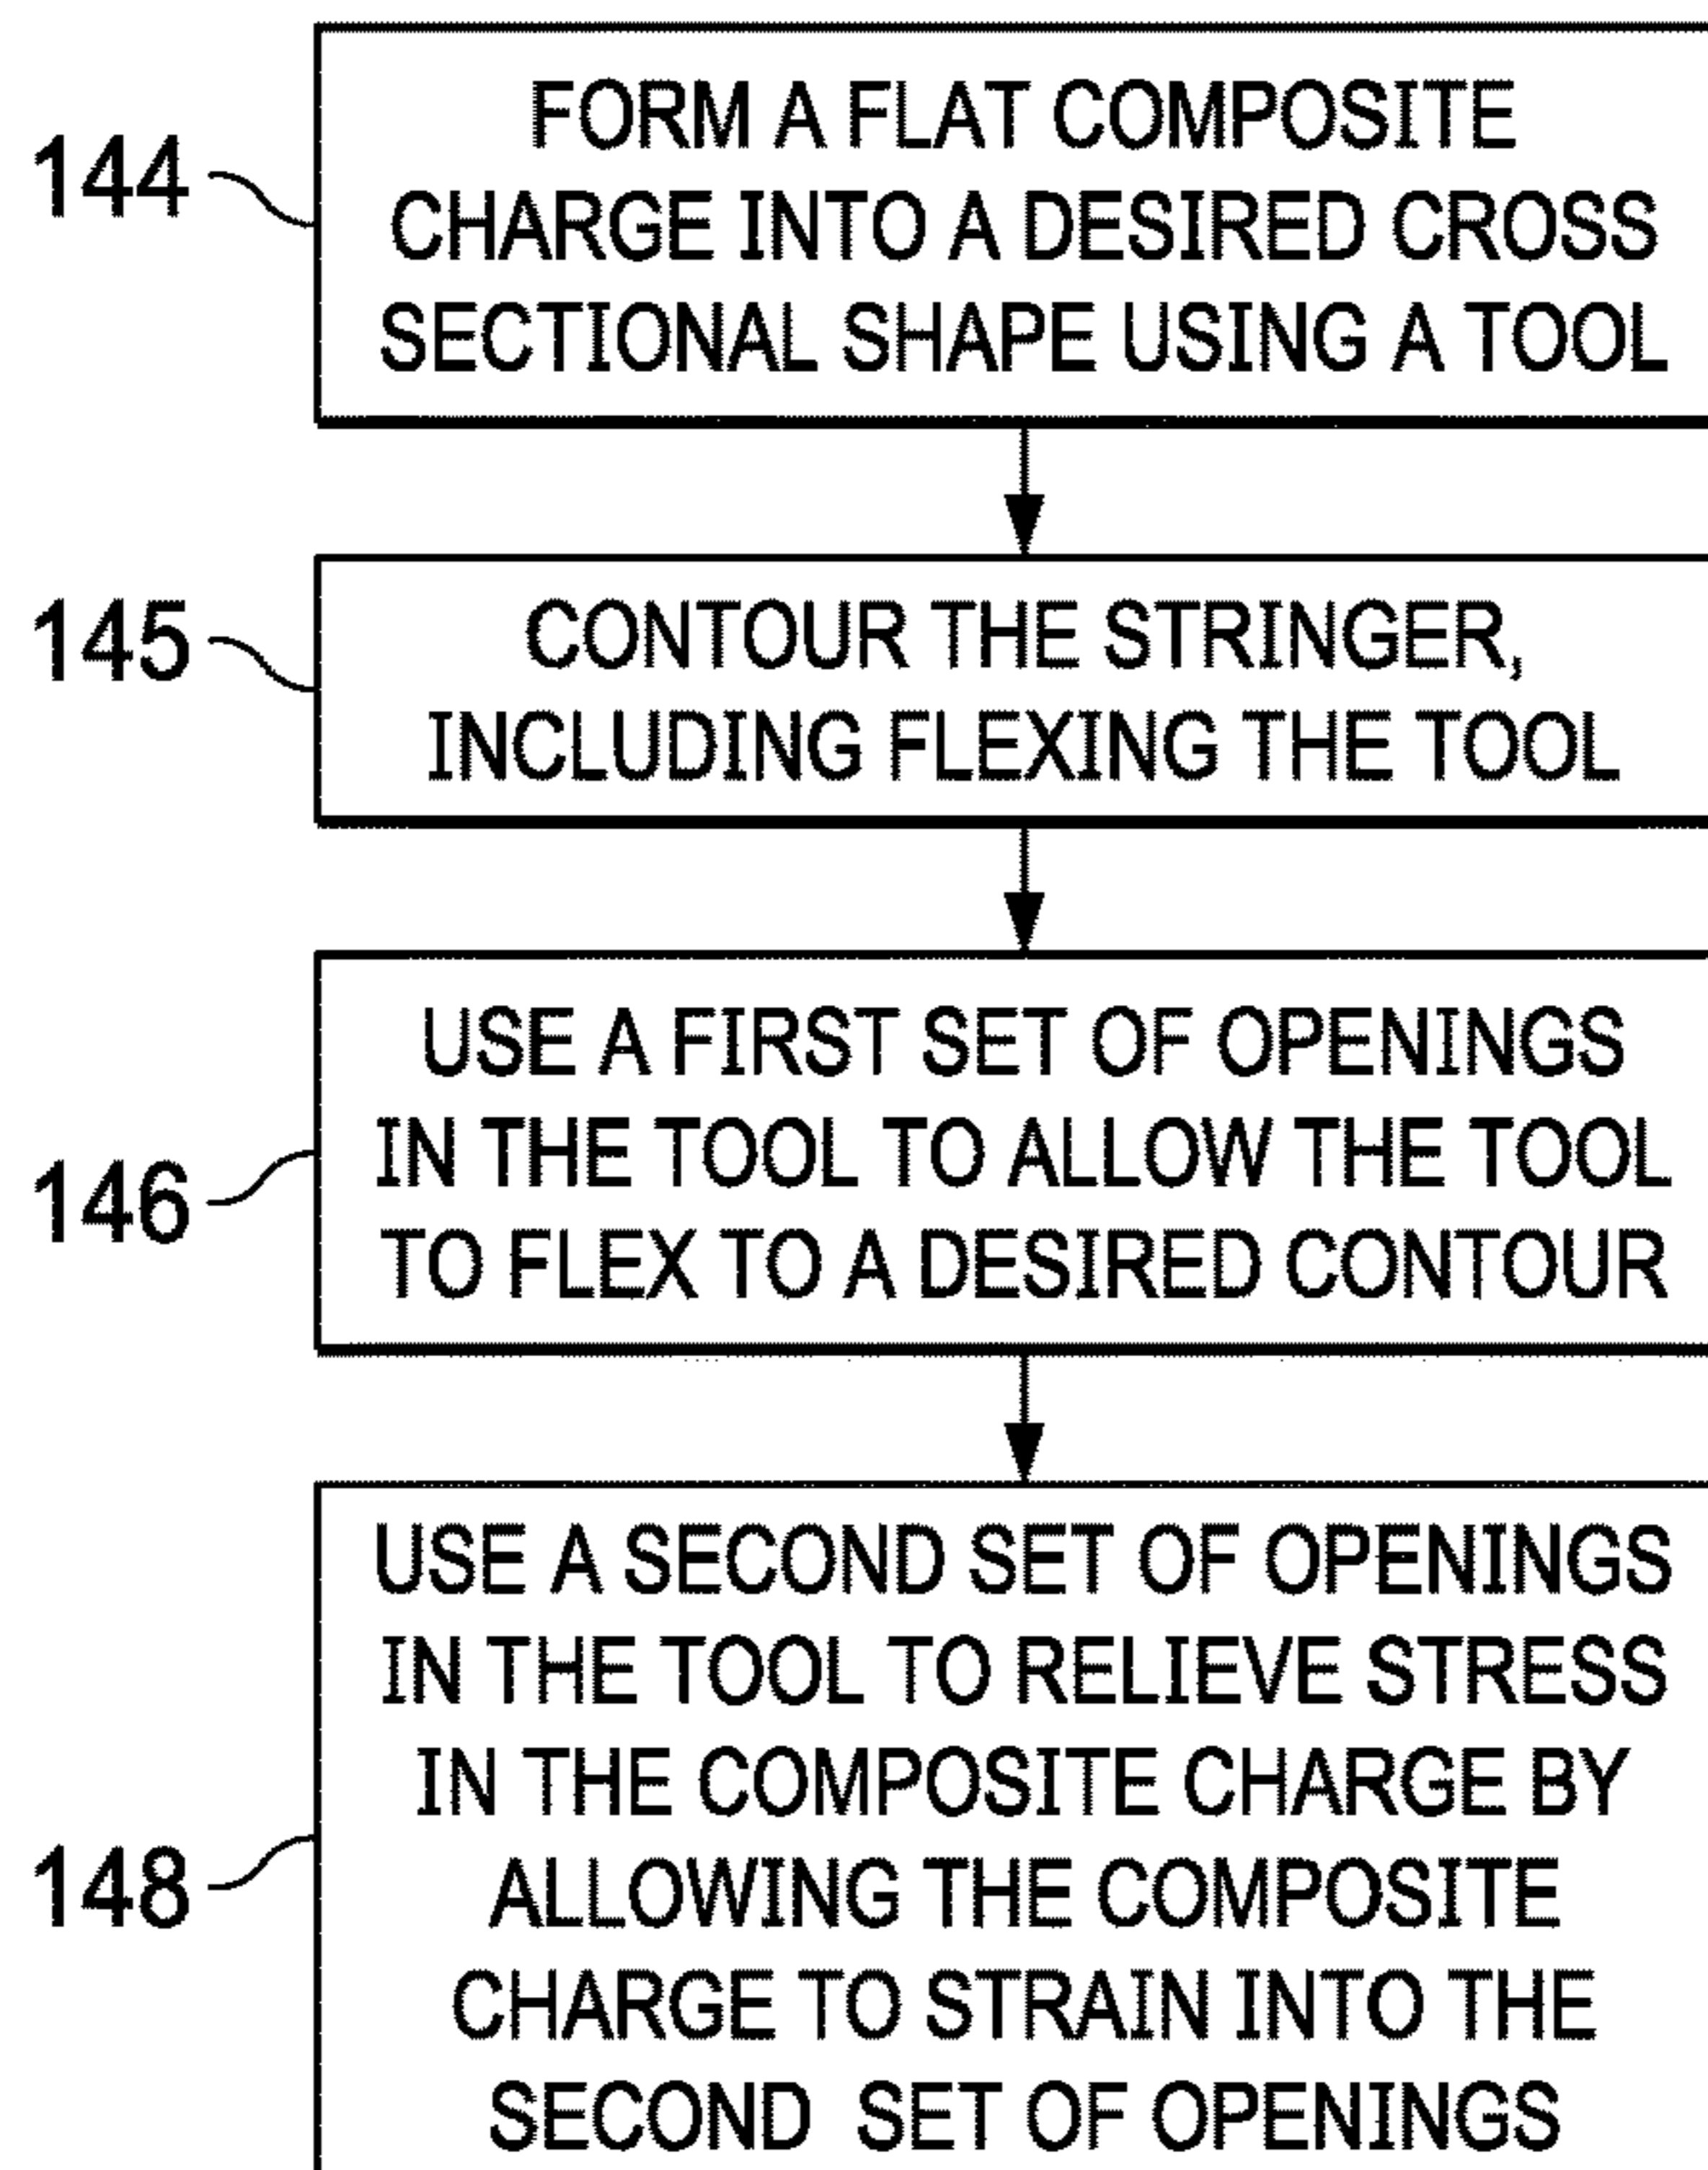 144
FORM A FLAT COMPOSITE
CHARGE INTO A DESIRED CROSS
SECTIONAL SHAPE USING A TOOL
145
CONTOUR THE STRINGER,
INCLUDING FLEXING THE TOOL
146
USE A FIRST SET OF OPENINGS
IN THE TOOL TO ALLOW THE TOOL
TO FLEX TO A DESIRED CONTOUR
148
USE A SECOND SET OF OPENINGS
IN THE TOOL TO RELIEVE STRESS
IN THE COMPOSITE CHARGE BY
ALLOWING THE COMPOSITE
CHARGE TO STRAIN INTO THE
SECOND SET OF OPENINGS